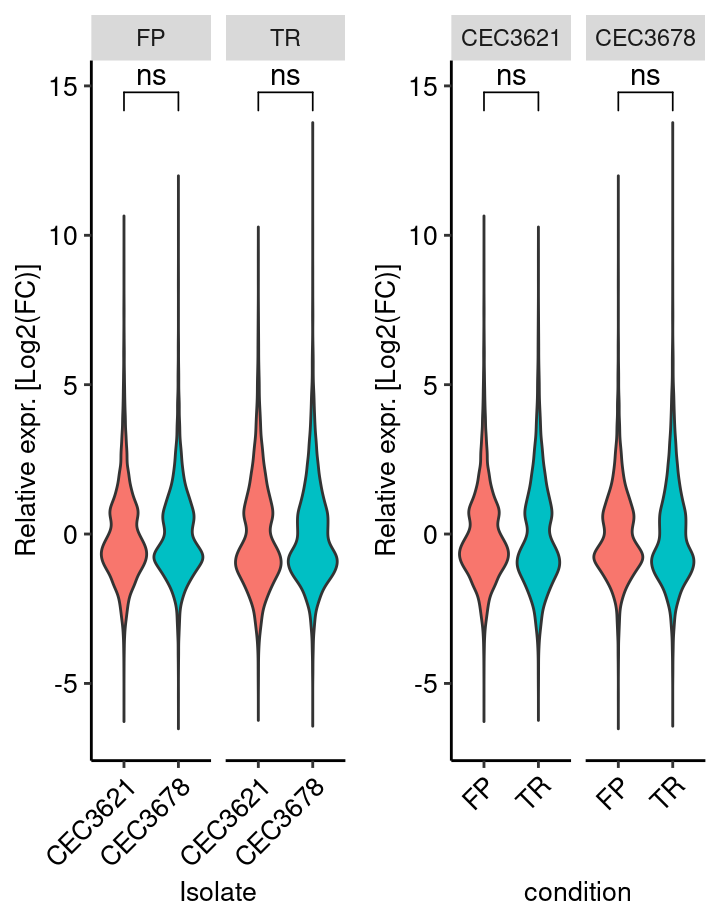 FP TR
ns ns
Relative expr. [Log2(FC)]
15
10
5
0
-5
CEC3621 CEC3678 CEC3621 CEC3678
Isolate
CEC3621 CEC3678
ns ns
Relative expr. [Log2(FC)]
15
10
5
0
-5
FP TR FP TR
condition